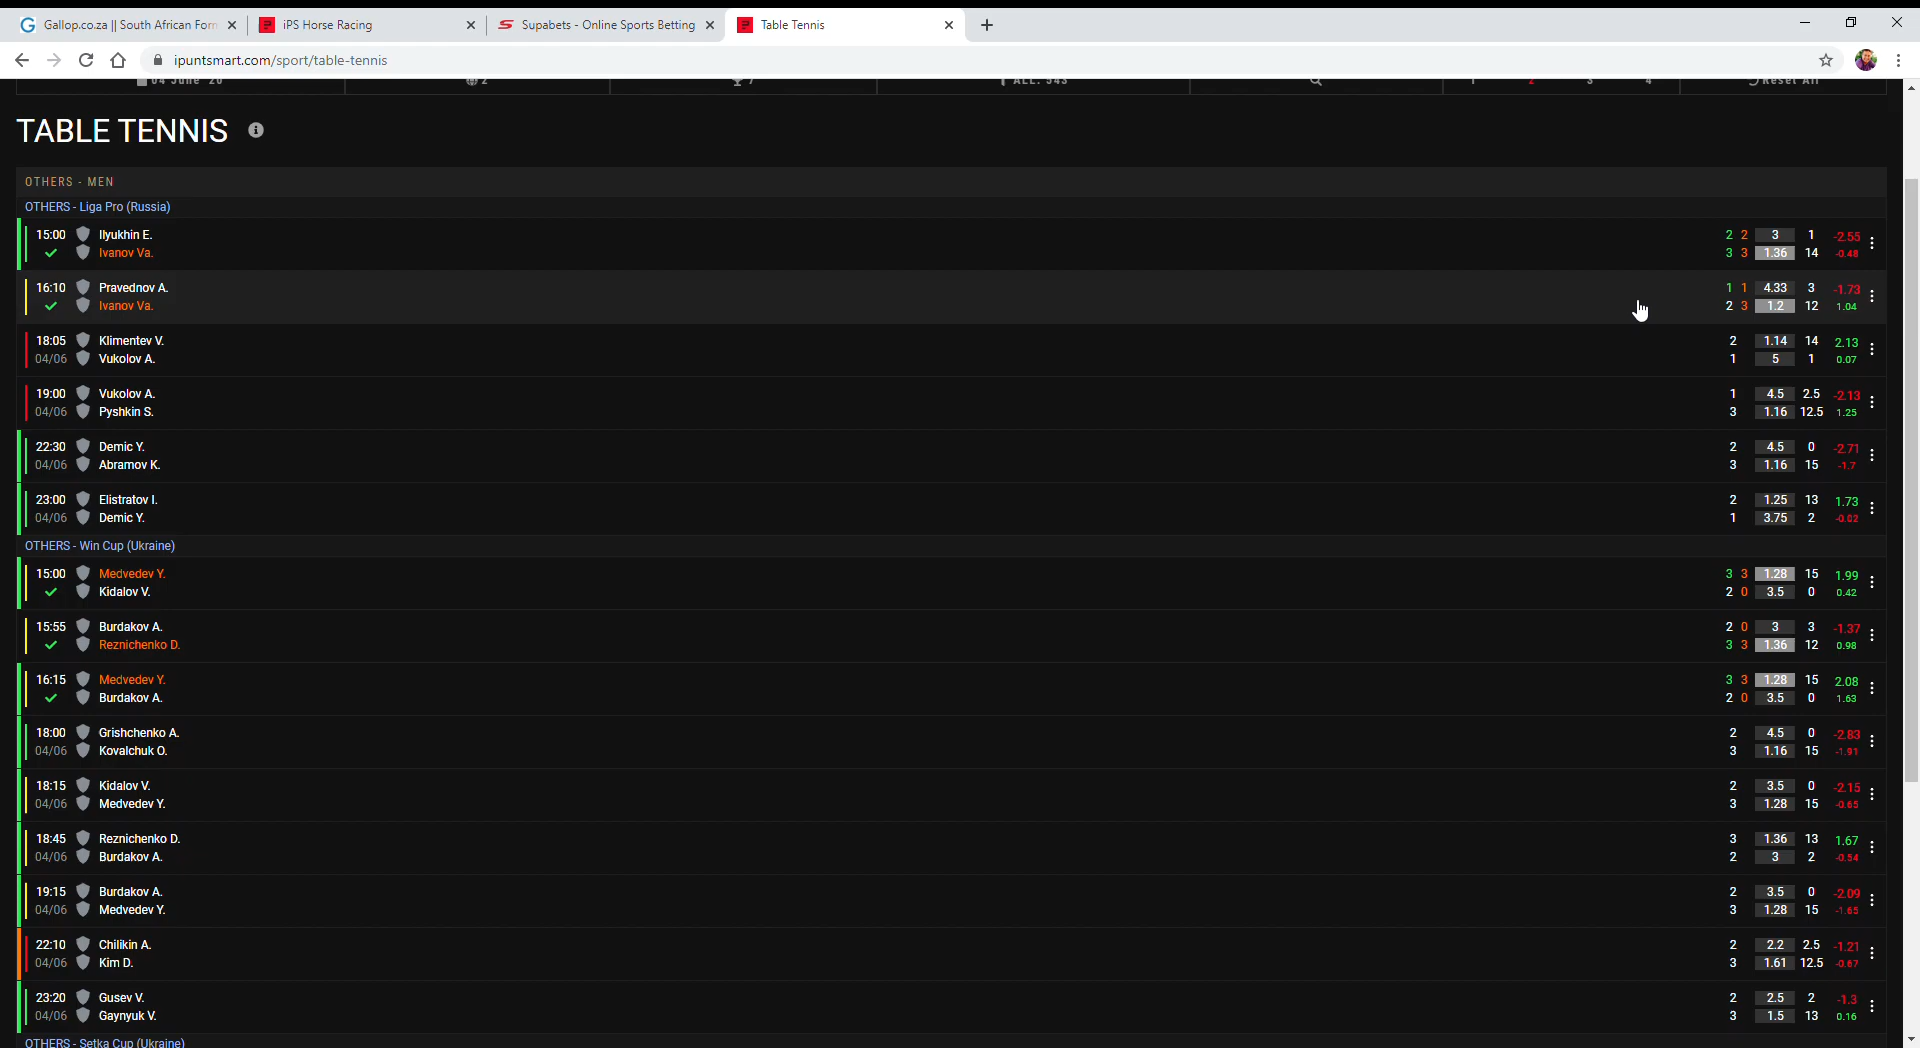 Gallop.co.za || South African Form
iPS Horse Racing
Supabets - Online Sports Betting
Table Tennis
ipuntsmart.com/sport/table-tennis
04 June '20 2 7 ALL: 543 1 2 3 4 Reset All
TABLE TENNIS
OTHERS - MEN
OTHERS - Liga Pro (Russia)
15:00 Ilyukhin E. 2 2 3 1 -2.55
Ivanov Va. 3 3 1.36 14 -0.48
16:10 Pravednov A. 1 1 4.33 3 -1.73
Ivanov Va. 2 3 1.2 12 1.04
18:05 Klimentev V. 2 1.14 14 2.13
04/06 Vukolov A. 1 5 1 0.07
19:00 Vukolov A. 1 4.5 2.5 -2.13
04/06 Pyshkin S. 3 1.16 12.5 1.25
22:30 Demic Y. 2 4.5 0 -2.71
04/06 Abramov K. 3 1.16 15 -1.7
23:00 Elistratov I. 2 1.25 13 1.73
04/06 Demic Y. 1 3.75 2 -0.02
OTHERS - Win Cup (Ukraine)
15:00 Medvedev Y. 3 3 1.28 15 1.99
Kidalov V. 2 0 3.5 0 0.42
15:55 Burdakov A. 2 0 3 3 -1.37
Reznichenko D. 3 3 1.36 12 0.98
16:15 Medvedev Y. 3 3 1.28 15 2.08
Burdakov A. 2 0 3.5 0 1.63
18:00 Grishchenko A. 2 4.5 0 -2.83
04/06 Kovalchuk O. 3 1.16 15 -1.91
18:15 Kidalov V. 2 3.5 0 -2.15
04/06 Medvedev Y. 3 1.28 15 -0.65
18:45 Reznichenko D. 3 1.36 13 1.67
04/06 Burdakov A. 2 3 2 -0.54
19:15 Burdakov A. 2 3.5 0 -2.09
04/06 Medvedev Y. 3 1.28 15 -1.65
22:10 Chilikin A. 2 2.2 2.5 -1.21
04/06 Kim D. 3 1.61 12.5 -0.67
23:20 Gusev V. 2 2.5 2 -1.3
04/06 Gaynyuk V. 3 1.5 13 0.16
OTHERS - Setka Cup (Ukraine)